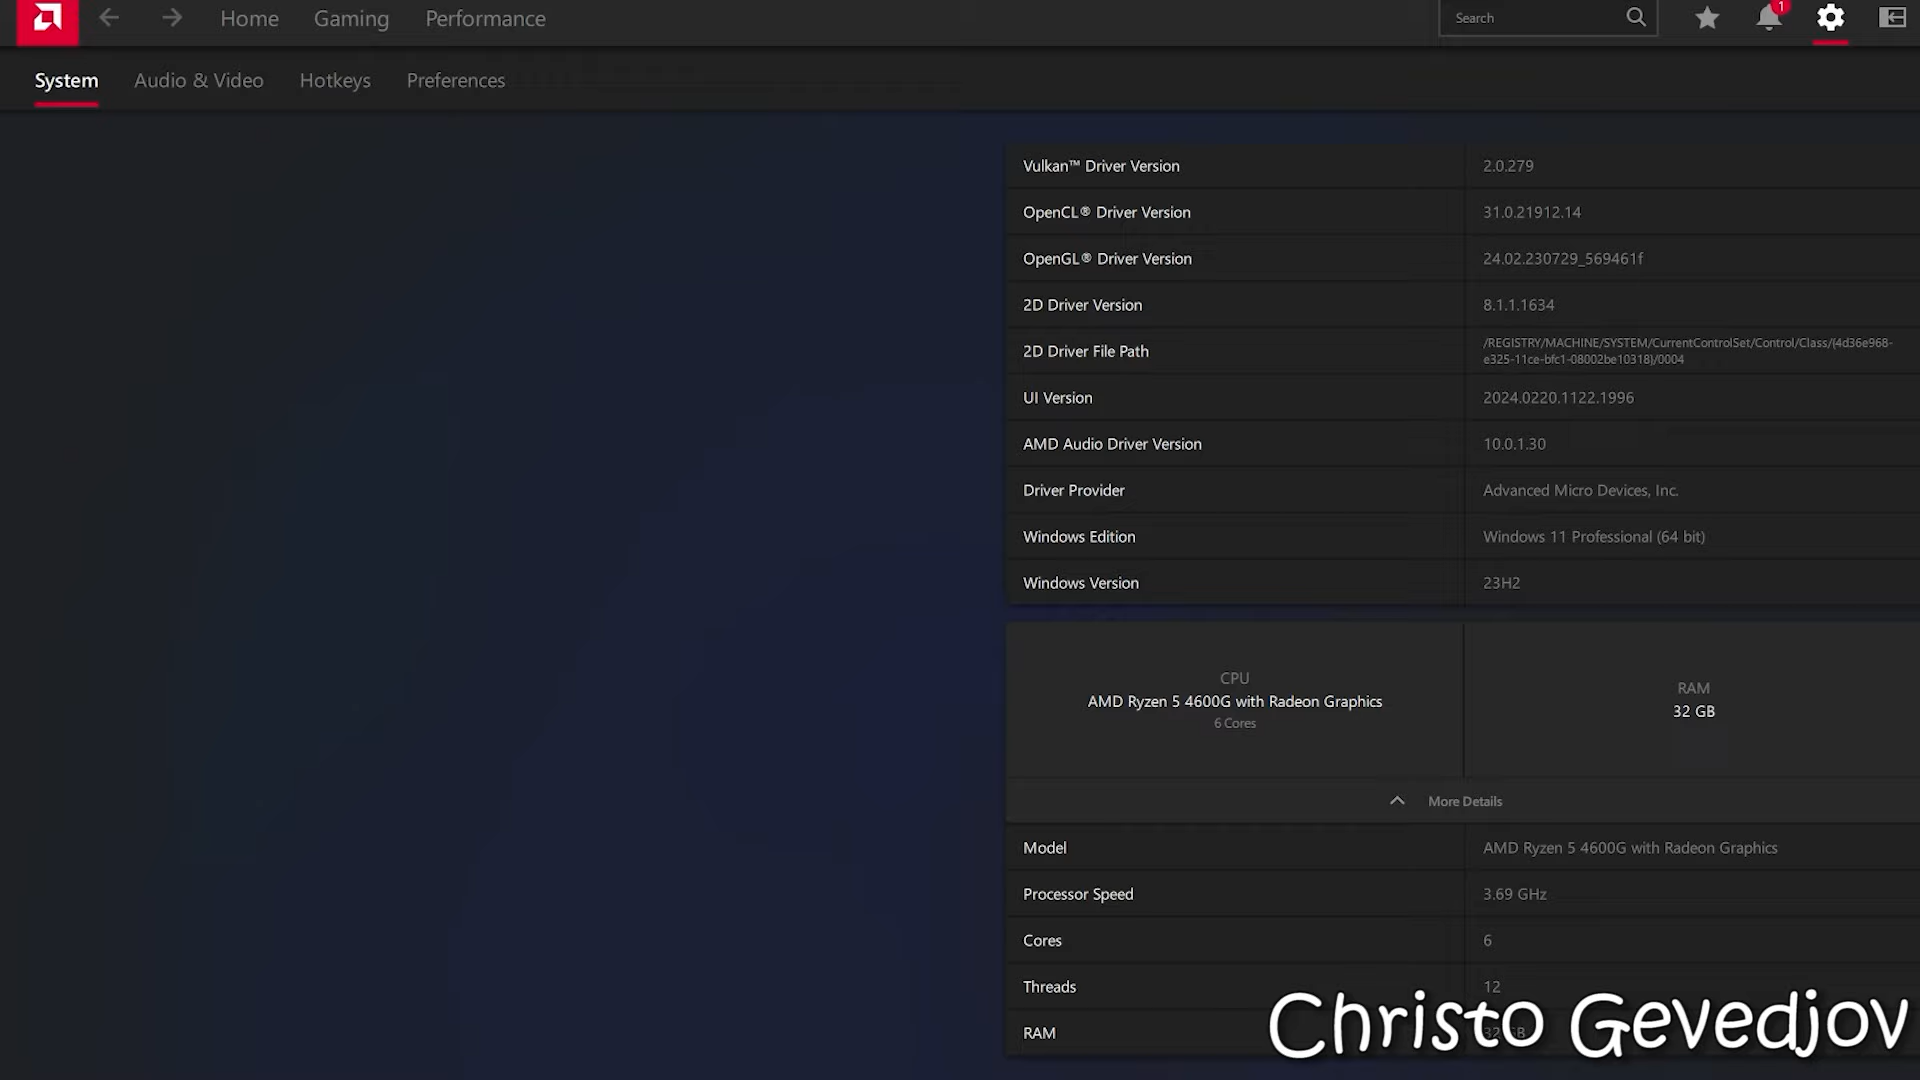 Home Gaming Performance Search 1
System Audio & Video Hotkeys Preferences
Vulkan™ Driver Version 2.0.279
OpenCL® Driver Version 31.0.21912.14
OpenGL® Driver Version 24.02.230729_569461f
2D Driver Version 8.1.1.1634
2D Driver File Path /REGISTRY/MACHINE/SYSTEM/CurrentControlSet/Control/Class/{4d36e968-
e325-11ce-bfc1-08002be10318}/0004
UI Version 2024.0220.1122.1996
AMD Audio Driver Version 10.0.1.30
Driver Provider Advanced Micro Devices, Inc.
Windows Edition Windows 11 Professional (64 bit)
Windows Version 23H2
CPU
AMD Ryzen 5 4600G with Radeon Graphics
6 Cores
RAM
32 GB
More Details
Model AMD Ryzen 5 4600G with Radeon Graphics
Processor Speed 3.69 GHz
Cores 6
Threads 12
RAM 32 GB
Christo Gevedjov